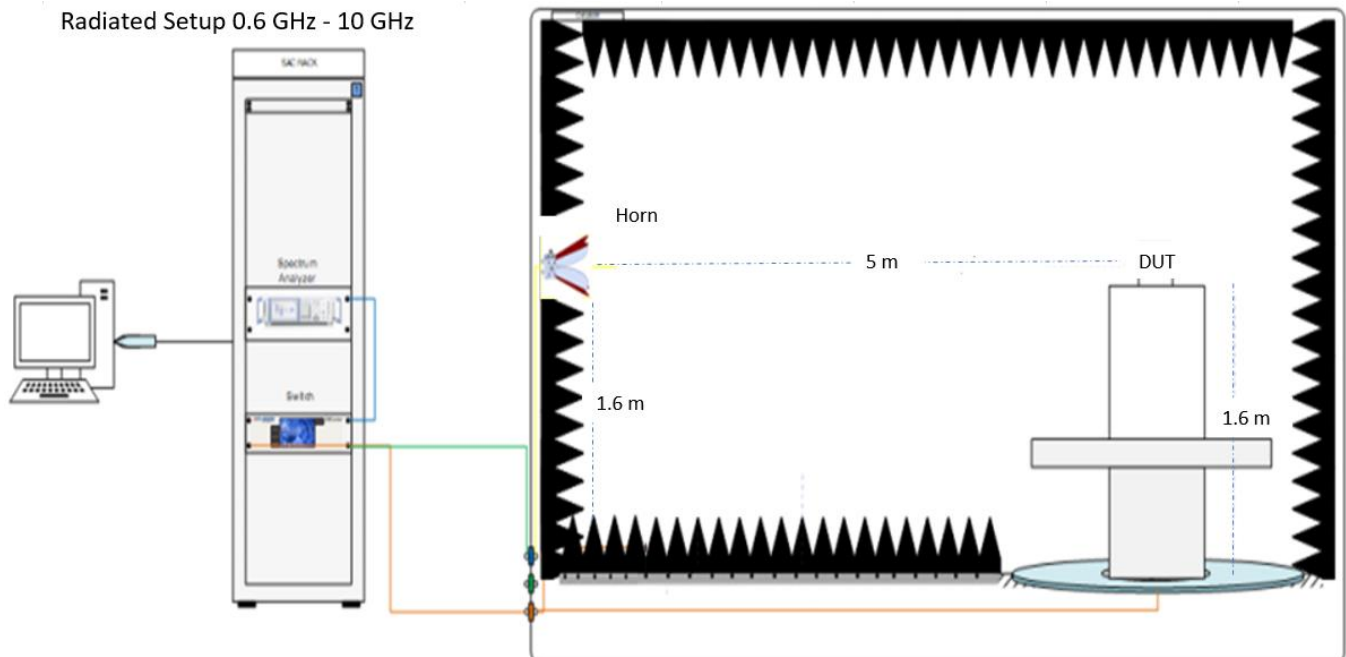 Radiated Setup 0.6 GHz - 10 GHz
SAC RACK
Spectrum
Analyzer
Switch
Horn
5 m
DUT
1.6 m
1.6 m